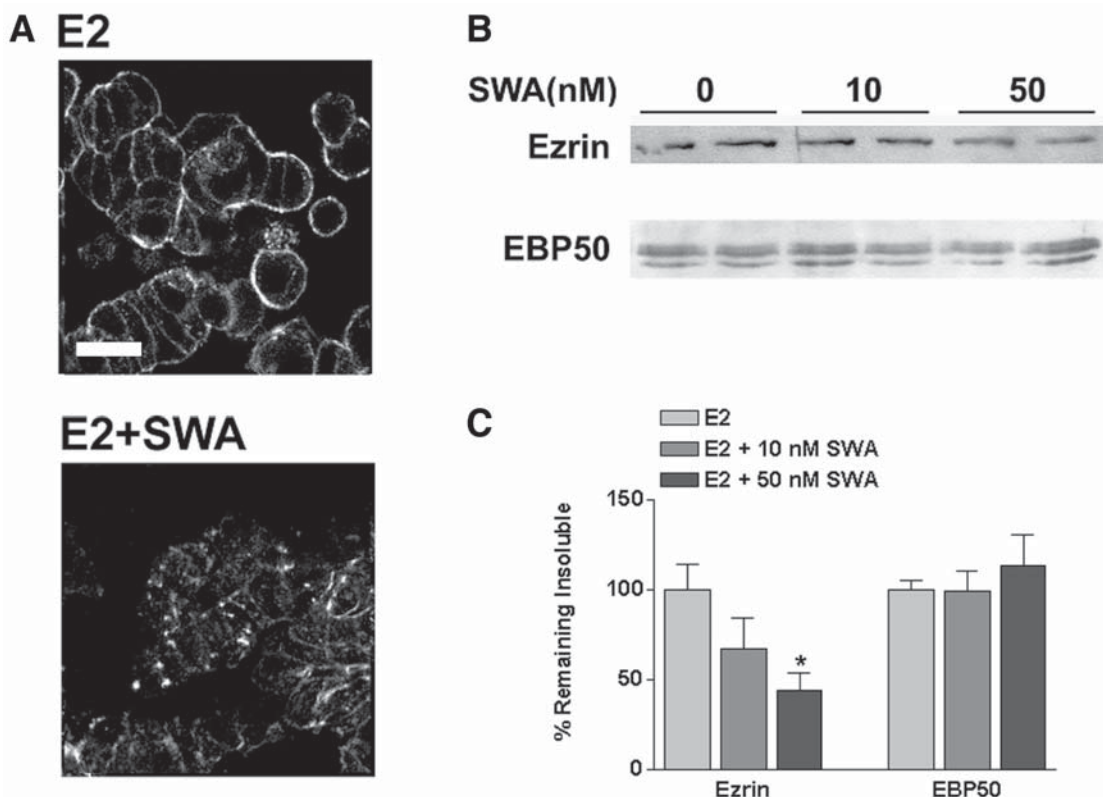 A
E2
E2+SWA
B
SWA(nM) 0 10 50
Ezrin
EBP50
C
E2
E2 + 10 nM SWA
E2 + 50 nM SWA
% Remaining Insoluble
150
100
50
0
*
Ezrin EBP50